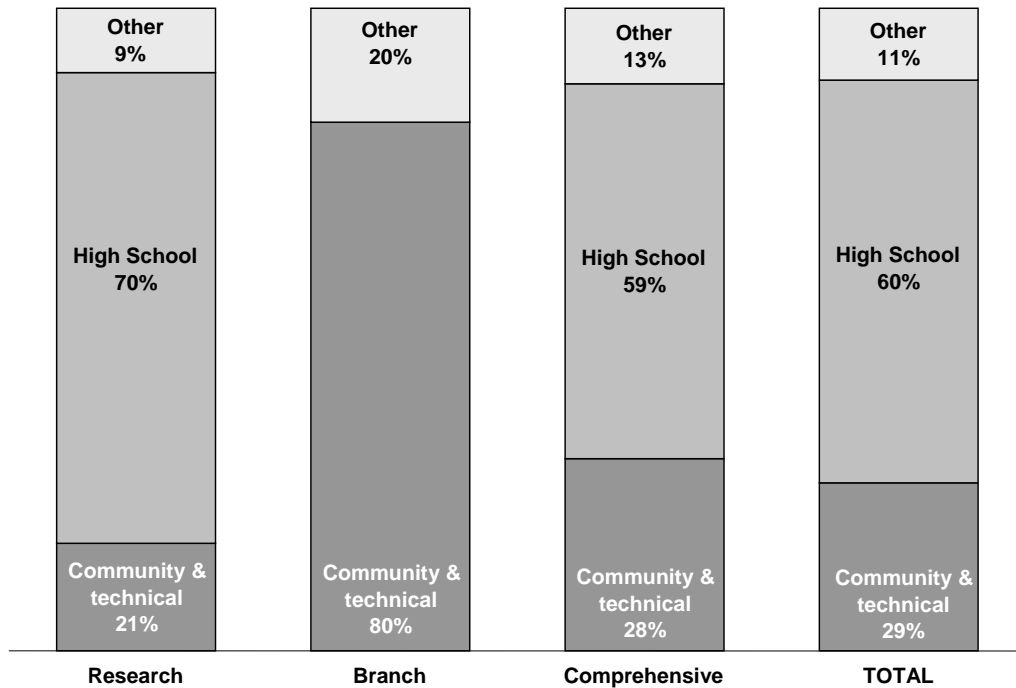 Other
9%
High School
70%
Community &
technical
21%
Research
Other
20%
Community &
technical
80%
Branch
Other
13%
High School
59%
Community &
technical
28%
Comprehensive
Other
11%
High School
60%
Community &
technical
29%
TOTAL